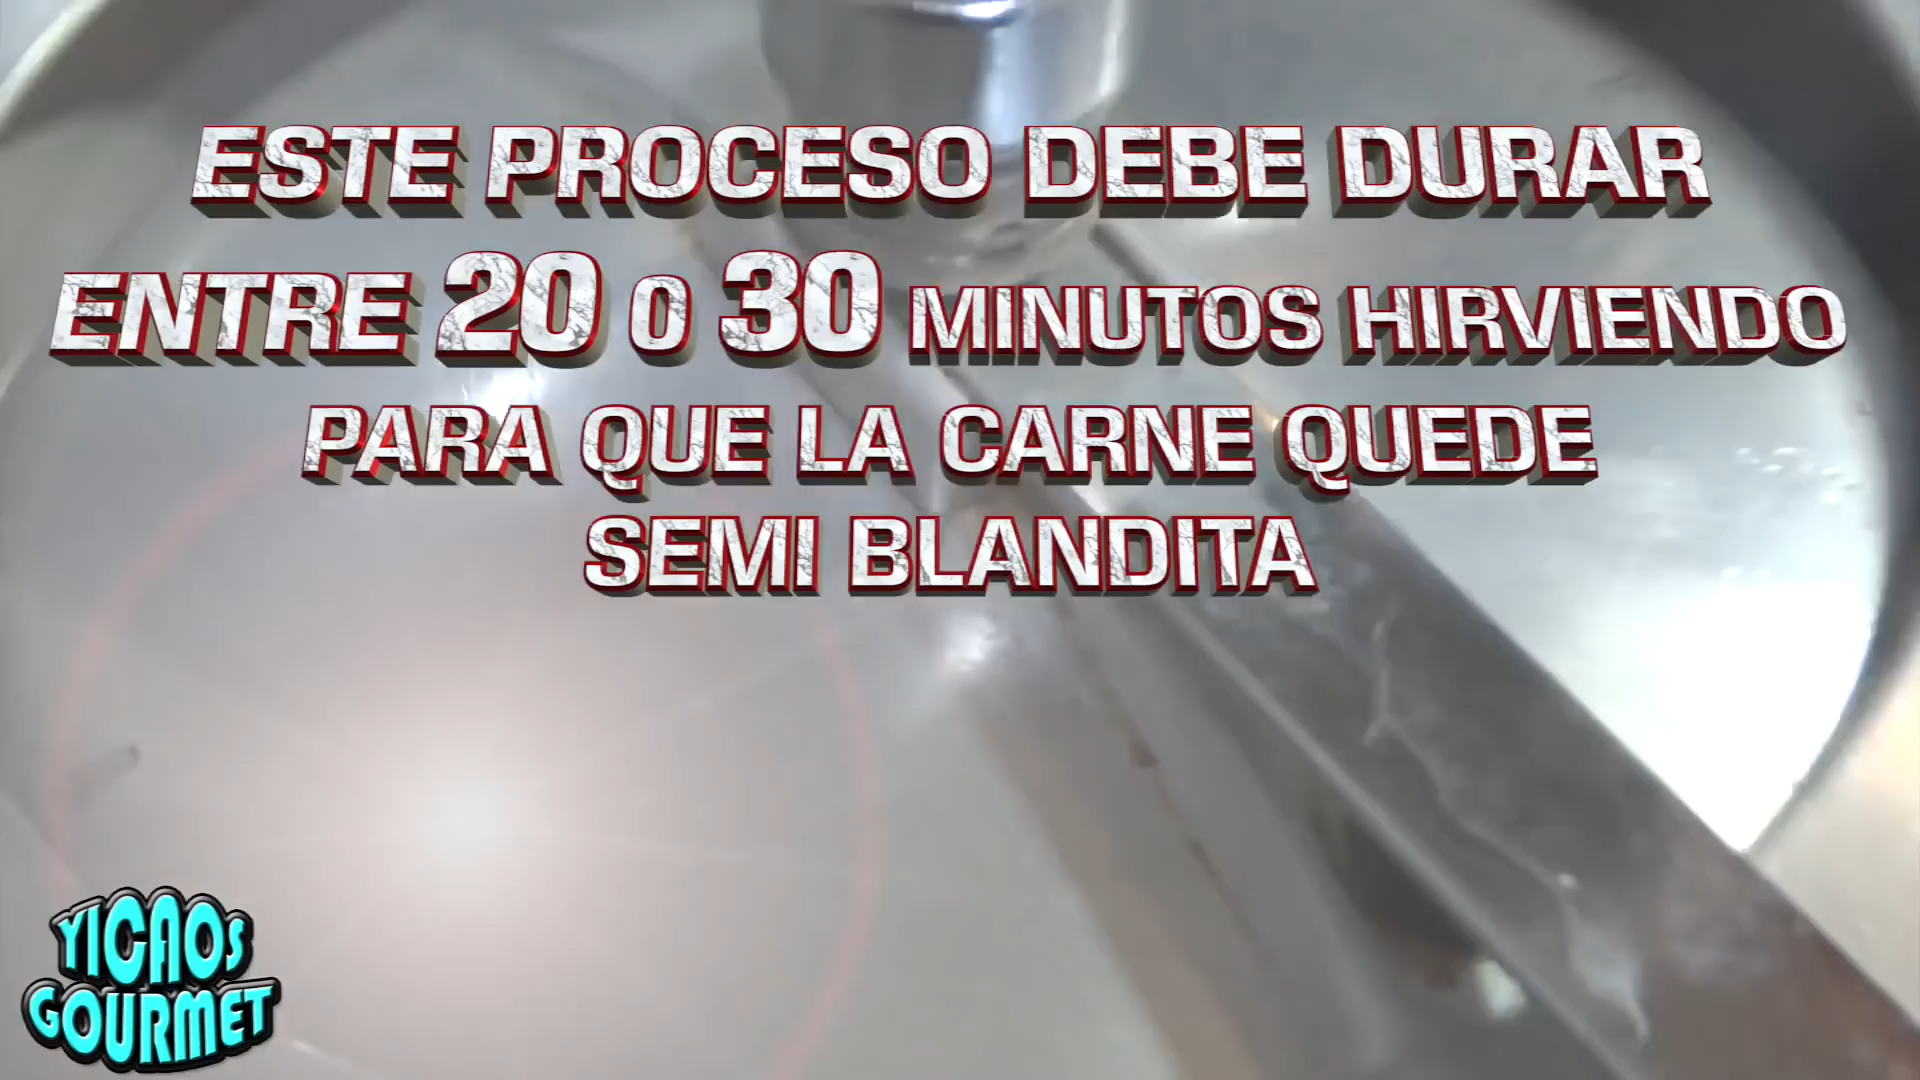 ESTE PROCESO DEBE DURAR
ENTRE 20 O 30 MINUTOS HIRVIENDO
PARA QUE LA CARNE QUEDE
SEMI BLANDITA
YICAOS
GOURMET